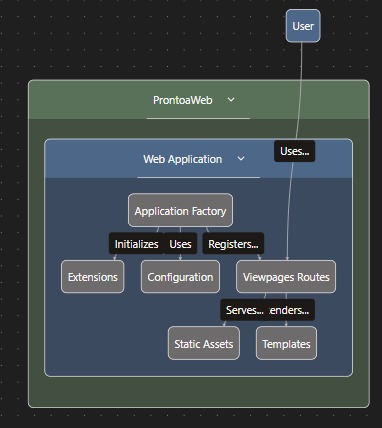 User
ProntoaWeb
Uses...
Web Application
Application Factory
Initializes Uses Registers...
Extensions Configuration Viewpages Routes
Serves... enders...
Static Assets Templates